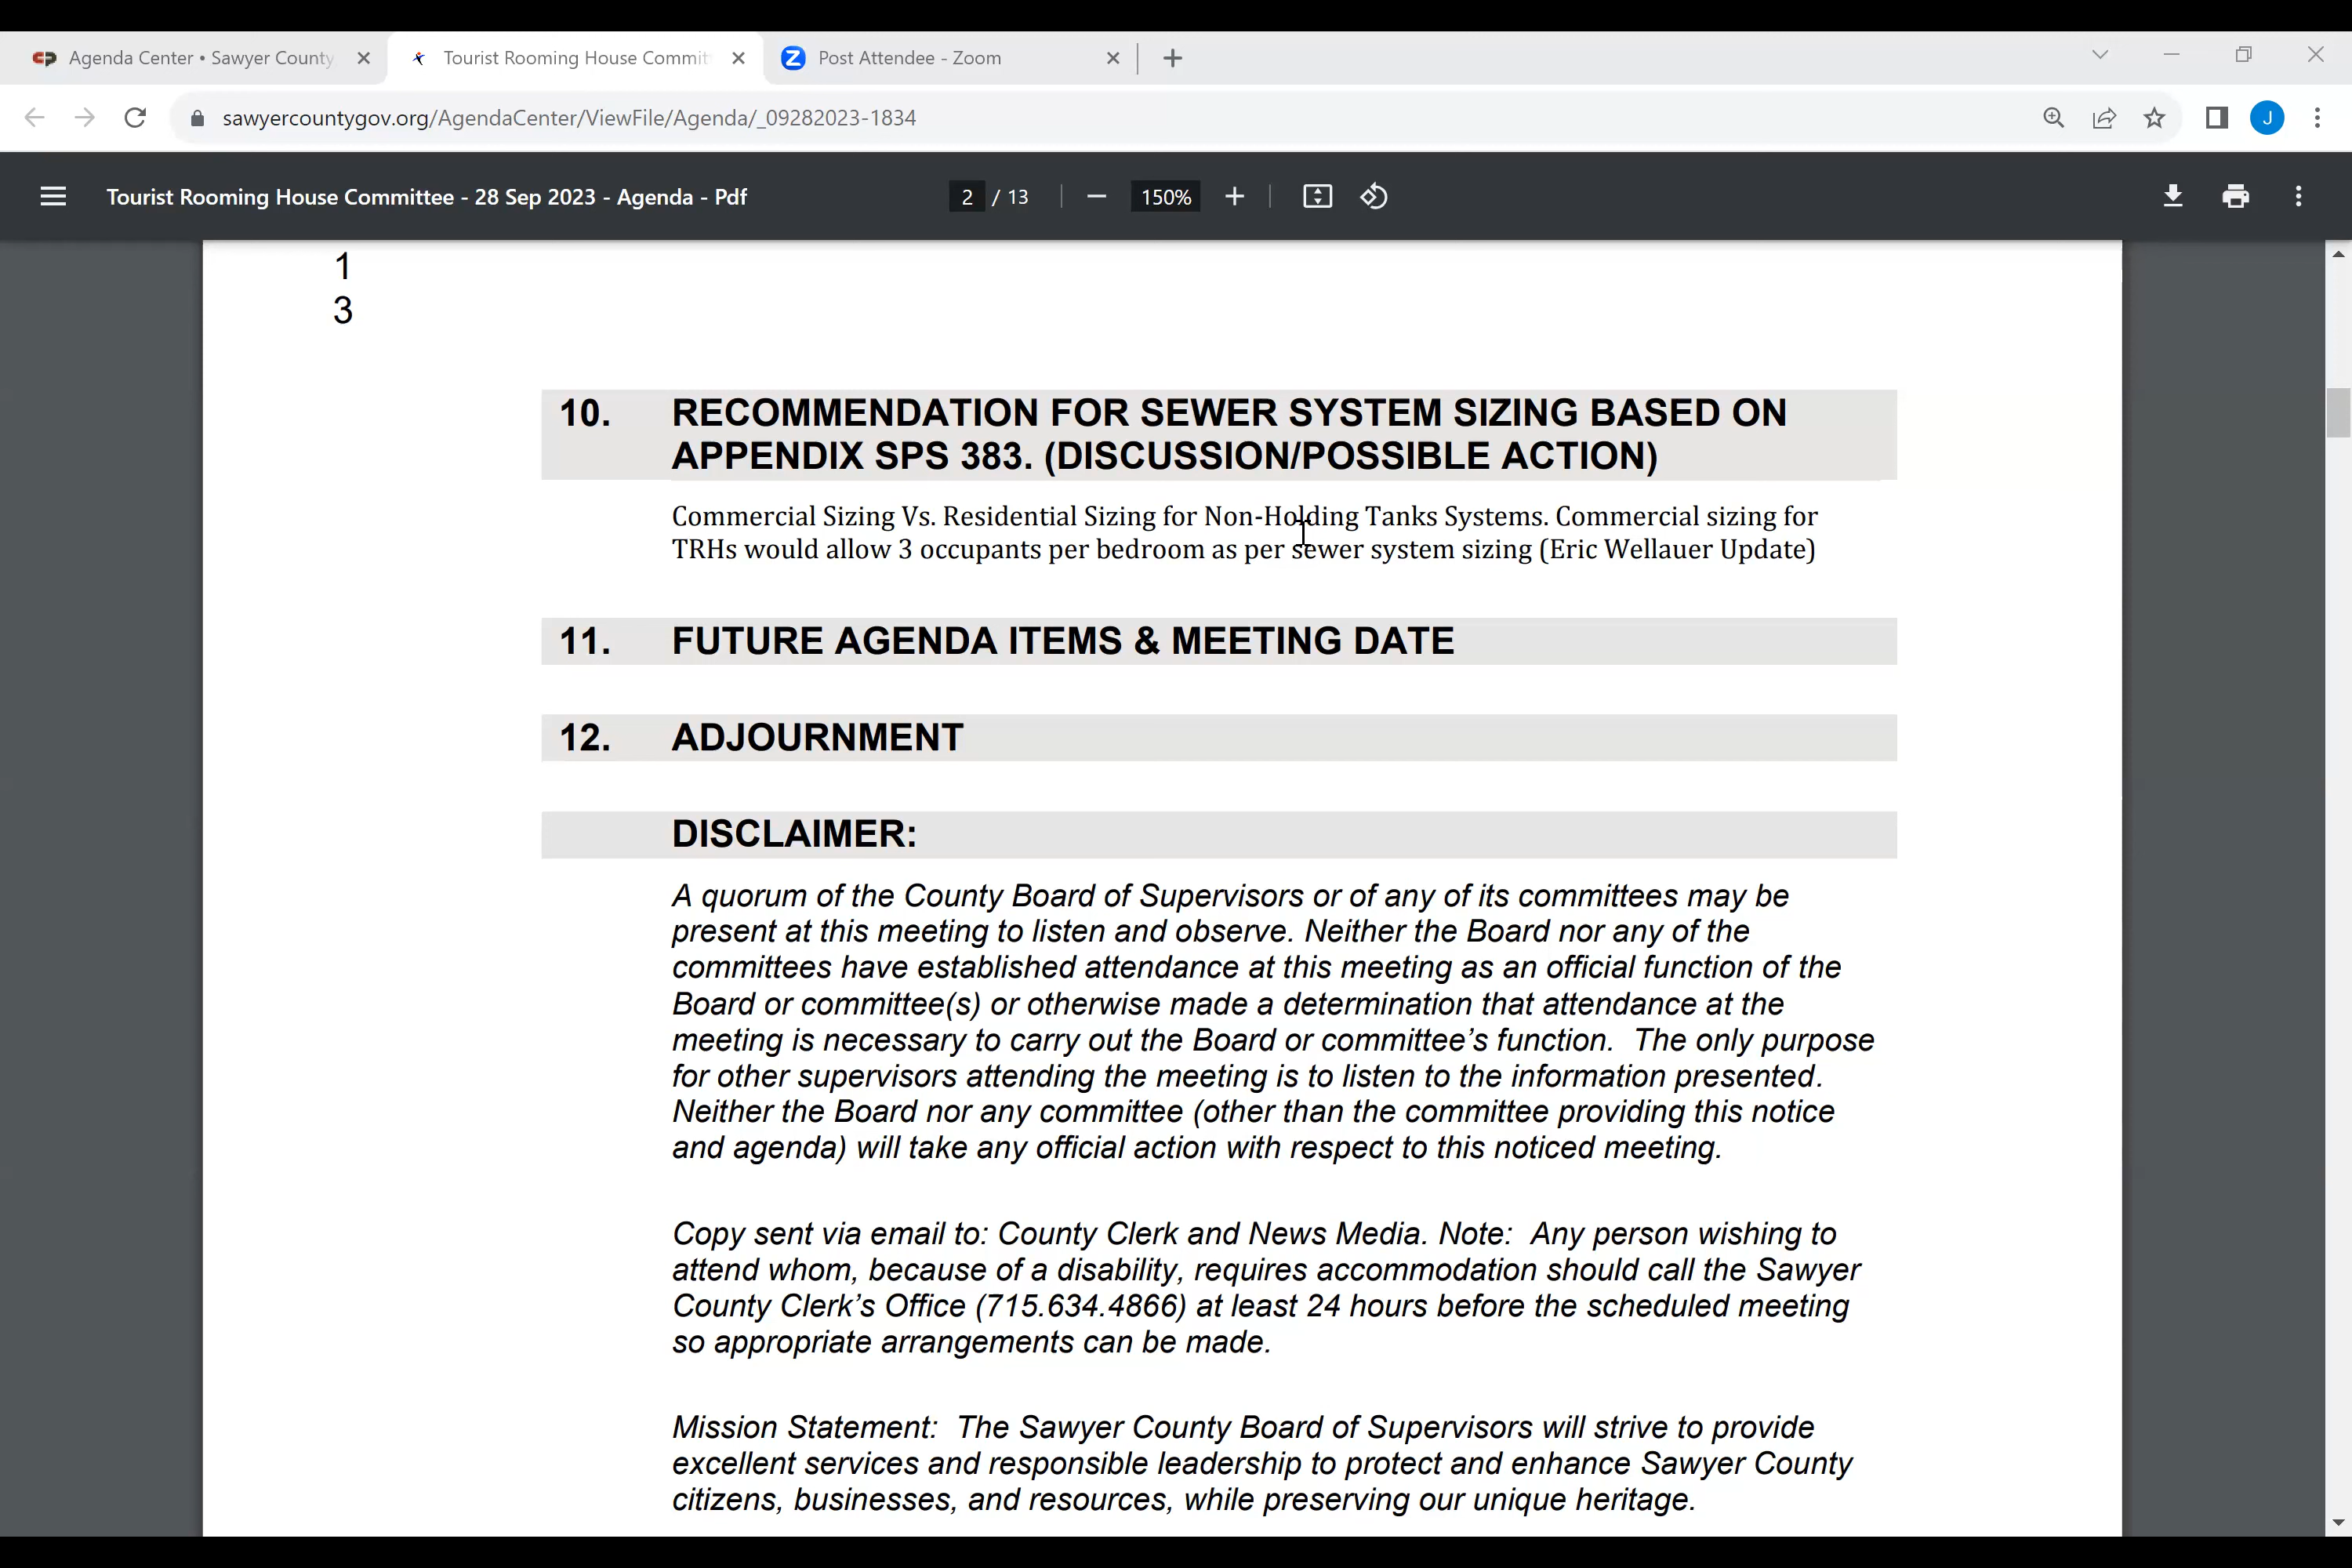 Agenda Center • Sawyer County,
Tourist Rooming House Committ
Post Attendee - Zoom
sawyercountygov.org/AgendaCenter/ViewFile/Agenda/_09282023-1834
J
Tourist Rooming House Committee - 28 Sep 2023 - Agenda - Pdf
2 / 13
150%
1
3
10. RECOMMENDATION FOR SEWER SYSTEM SIZING BASED ON
APPENDIX SPS 383. (DISCUSSION/POSSIBLE ACTION)
Commercial Sizing Vs. Residential Sizing for Non-Holding Tanks Systems. Commercial sizing for
TRHs would allow 3 occupants per bedroom as per sewer system sizing (Eric Wellauer Update)
11. FUTURE AGENDA ITEMS & MEETING DATE
12. ADJOURNMENT
DISCLAIMER:
A quorum of the County Board of Supervisors or of any of its committees may be
present at this meeting to listen and observe. Neither the Board nor any of the
committees have established attendance at this meeting as an official function of the
Board or committee(s) or otherwise made a determination that attendance at the
meeting is necessary to carry out the Board or committee’s function.  The only purpose
for other supervisors attending the meeting is to listen to the information presented.
Neither the Board nor any committee (other than the committee providing this notice
and agenda) will take any official action with respect to this noticed meeting.
Copy sent via email to: County Clerk and News Media. Note:  Any person wishing to
attend whom, because of a disability, requires accommodation should call the Sawyer
County Clerk’s Office (715.634.4866) at least 24 hours before the scheduled meeting
so appropriate arrangements can be made.
Mission Statement:  The Sawyer County Board of Supervisors will strive to provide
excellent services and responsible leadership to protect and enhance Sawyer County
citizens, businesses, and resources, while preserving our unique heritage.